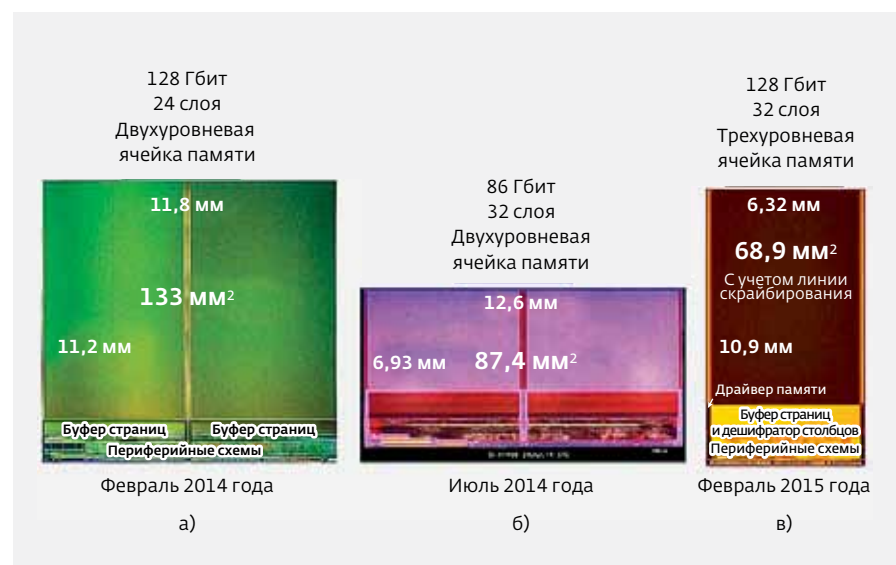 128 Гбит
24 слоя
Двухуровневая
ячейка памяти
11,8 мм
133 мм²
11,2 мм
Буфер страниц
Буфер страниц
Периферийные схемы
Февраль 2014 года
а)
86 Гбит
32 слоя
Двухуровневая
ячейка памяти
12,6 мм
6,93 мм
87,4 мм²
Июль 2014 года
б)
128 Гбит
32 слоя
Трехуровневая
ячейка памяти
6,32 мм
68,9 мм²
С учетом линии
скрайбирования
10,9 мм
Драйвер памяти
Буфер страниц
и дешифратор столбцов
Периферийные схемы
Февраль 2015 года
в)